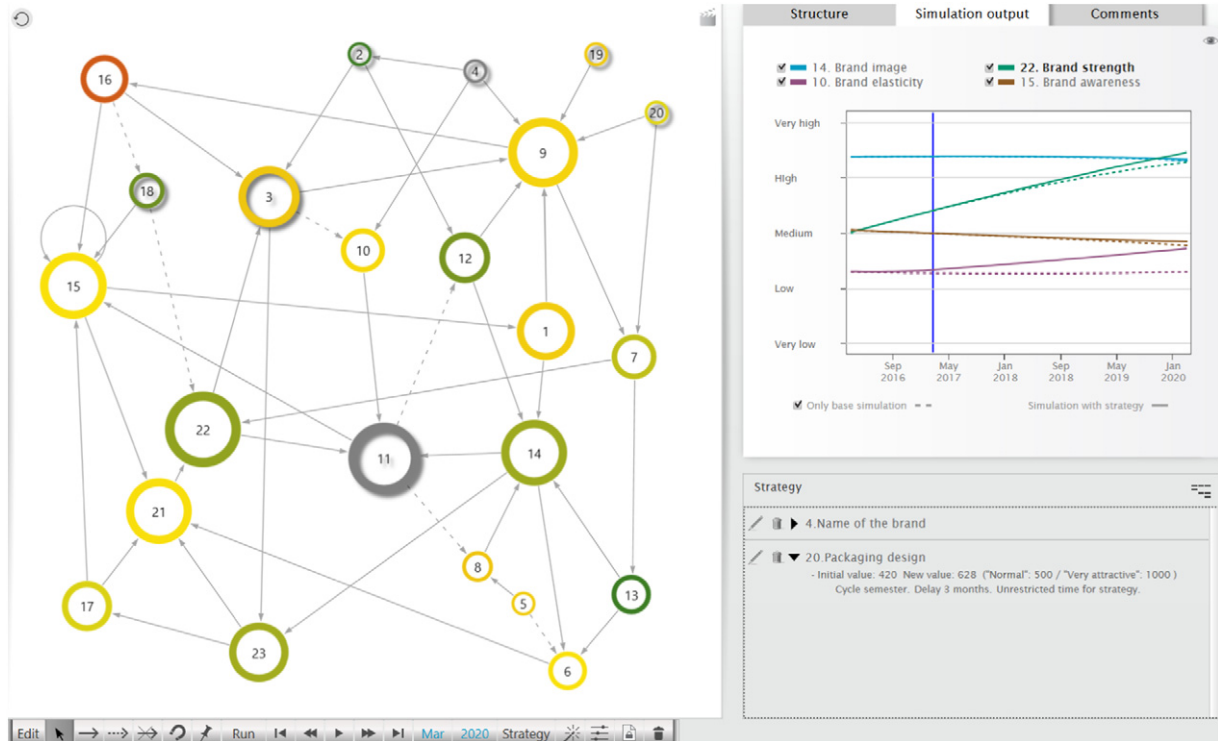 Structure
Simulation output
Comments
14. Brand image
22. Brand strength
10. Brand elasticity
15. Brand awareness
Very high
HIgh
Medium
Low
Very low
Sep 2016
May 2017
Jan 2018
Sep 2018
May 2019
Jan 2020
Only base simulation
Simulation with strategy
Strategy
4.Name of the brand
20.Packaging design
- Initial value: 420 New value: 628 ("Normal": 500 / "Very attractive": 1000 )
Cycle semester. Delay 3 months. Unrestricted time for strategy.
2
19
16
4
20
9
18
3
10
12
15
1
7
22
11
14
21
8
5
13
17
23
6
Edit
Run
Mar 2020
Strategy